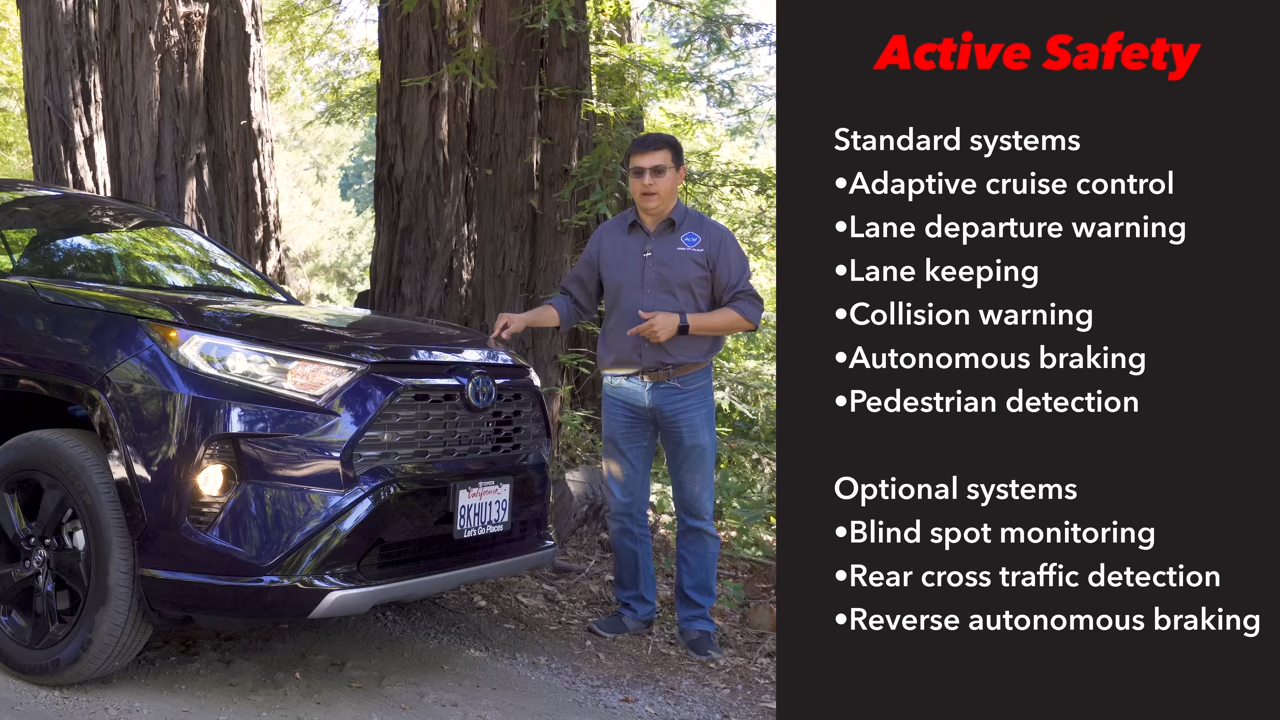 Active Safety
Standard systems
•Adaptive cruise control
•Lane departure warning
•Lane keeping
•Collision warning
•Autonomous braking
•Pedestrian detection
Optional systems
•Blind spot monitoring
•Rear cross traffic detection
•Reverse autonomous braking
TOYOTA
California
8KHU139
Let's Go Places